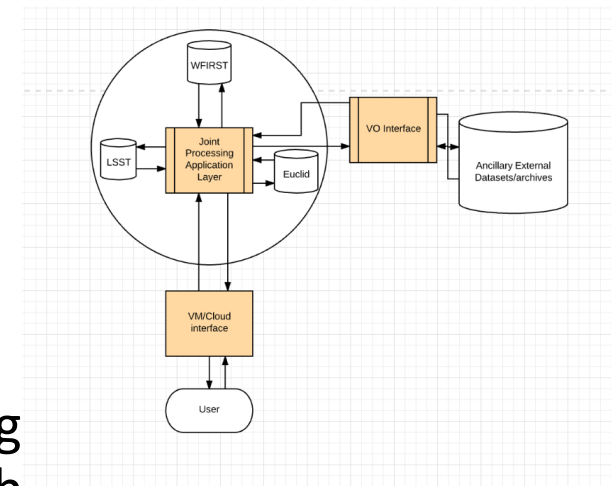 WFIRST
Joint
Processing
Application
Layer
LSST
Euclid
VO Interface
Ancillary External
Datasets/archives
VM/Cloud
interface
User
g